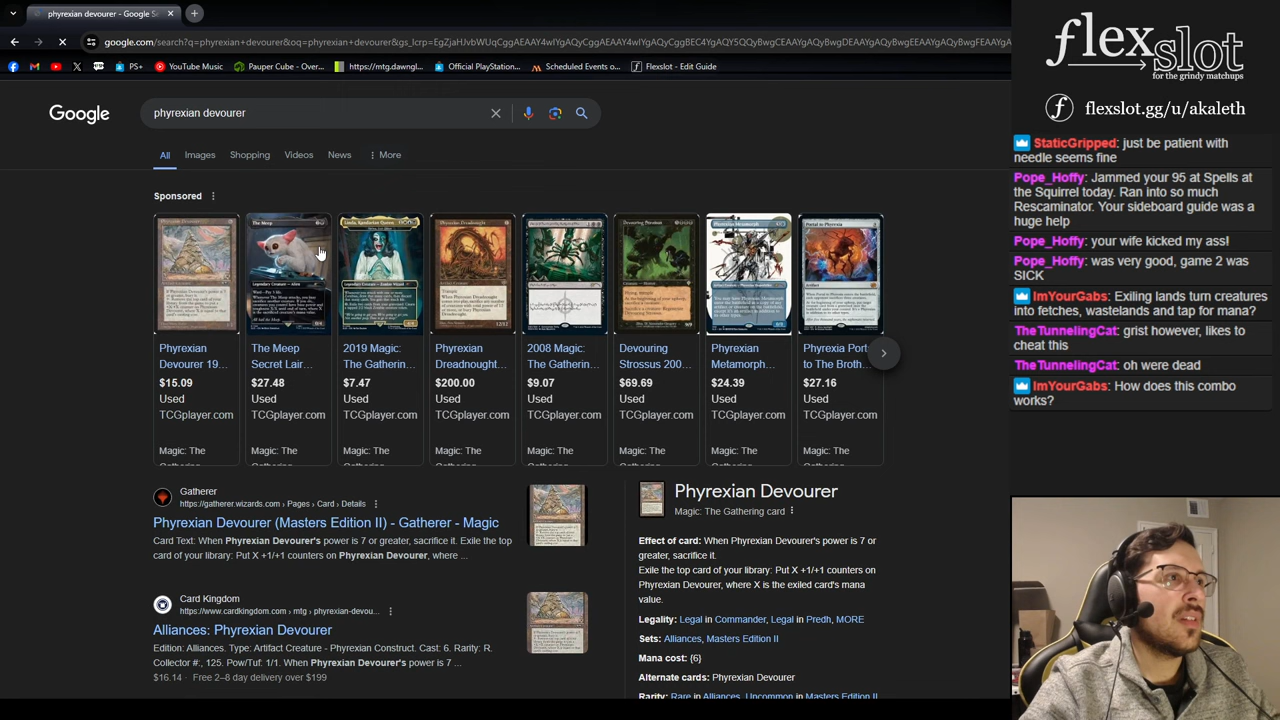 phyrexian devourer - Google Se
google.com/search?q=phyrexian+devourer&oq=phyrexian+devourer&gs_lcrp=
PS+
YouTube Music
Pauper Cube - Over...
https://mtg.dawngl...
Official PlayStation...
Scheduled Events o...
Flexslot - Edit Guide
Google
phyrexian devourer
All
Images
Shopping
Videos
News
More
Sponsored
Phyrexian Devourer 19...
$15.09
Used
TCGplayer.com
Magic: The
The Meep Secret Lair...
$27.48
Used
TCGplayer.com
Magic: The
2019 Magic: The Gatherin...
$7.47
Used
TCGplayer.com
Magic: The
Phyrexian Dreadnought...
$200.00
Used
TCGplayer.com
Magic: The
2008 Magic: The Gatherin...
$9.07
Used
TCGplayer.com
Magic: The
Devouring Strossus 200...
$69.69
Used
TCGplayer.com
Magic: The
Phyrexian Metamorph...
$24.39
Used
TCGplayer.com
Magic: The
Phyrexia Port to The Broth...
$27.16
Used
TCGplayer.com
Magic: The
Gatherer
https://gatherer.wizards.com › Pages › Card › Details
Phyrexian Devourer (Masters Edition II) - Gatherer - Magic
Card Text: When Phyrexian Devourer's power is 7 or greater, sacrifice it. Exile the top
card of your library: Put X +1/+1 counters on Phyrexian Devourer, where ...
Card Kingdom
https://www.cardkingdom.com › mtg › phyrexian-devou...
Alliances: Phyrexian Devourer
Edition: Alliances. Type: Artifact Creature - Phyrexian Construct. Cast: 6. Rarity: R.
Collector #:, 125. Pow/Tuf: 1/1. When Phyrexian Devourer's power is 7 ...
$16.14 · Free 2–8 day delivery over $199
Phyrexian Devourer
Magic: The Gathering card
Effect of card: When Phyrexian Devourer's power is 7 or
greater, sacrifice it.
Exile the top card of your library: Put X +1/+1 counters on
Phyrexian Devourer, where X is the exiled card's mana
value.
Legality: Legal in Commander, Legal in Predh, MORE
Sets: Alliances, Masters Edition II
Mana cost: {6}
Alternate cards: Phyrexian Devourer
Rarity: Rare in Alliances, Uncommon in Masters Edition II
flexslot
for the grindy matchups
flexslot.gg/u/akaleth
StaticGripped: just be patient with
needle seems fine
Pope_Hoffy: Jammed your 95 at Spells at
the Squirrel today. Ran into so much
Rescaminator. Your sideboard guide was a
huge help
Pope_Hoffy: your wife kicked my ass!
Pope_Hoffy: was very good, game 2 was
SICK
ImYourGabs: Exiling lands turn creatures
into fetches, wastelands and tap for mana?
TheTunnelingCat: grist however, likes to
cheat this
TheTunnelingCat: oh were dead
ImYourGabs: How does this combo
works?